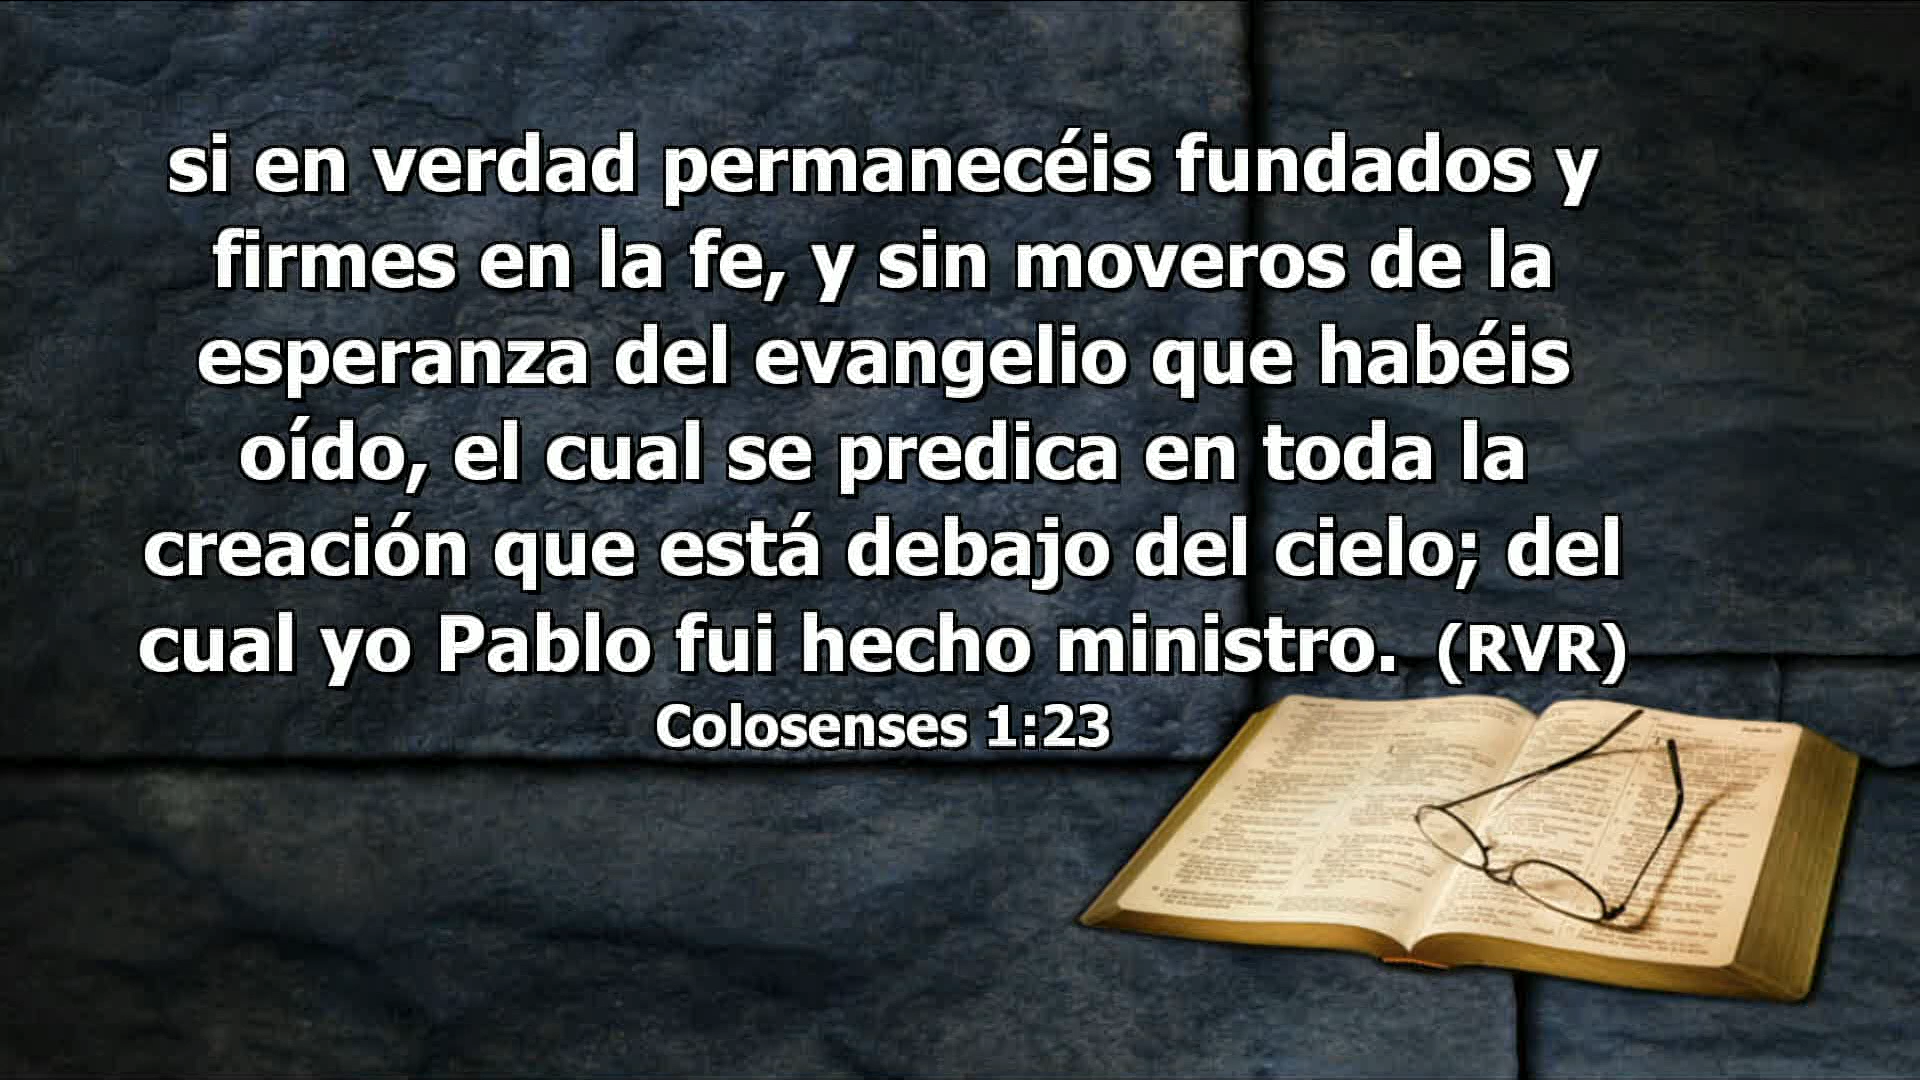 si en verdad permanecéis fundados y
firmes en la fe, y sin moveros de la
esperanza del evangelio que habéis
oído, el cual se predica en toda la
creación que está debajo del cielo; del
cual yo Pablo fui hecho ministro. (RVR)
Colosenses 1:23